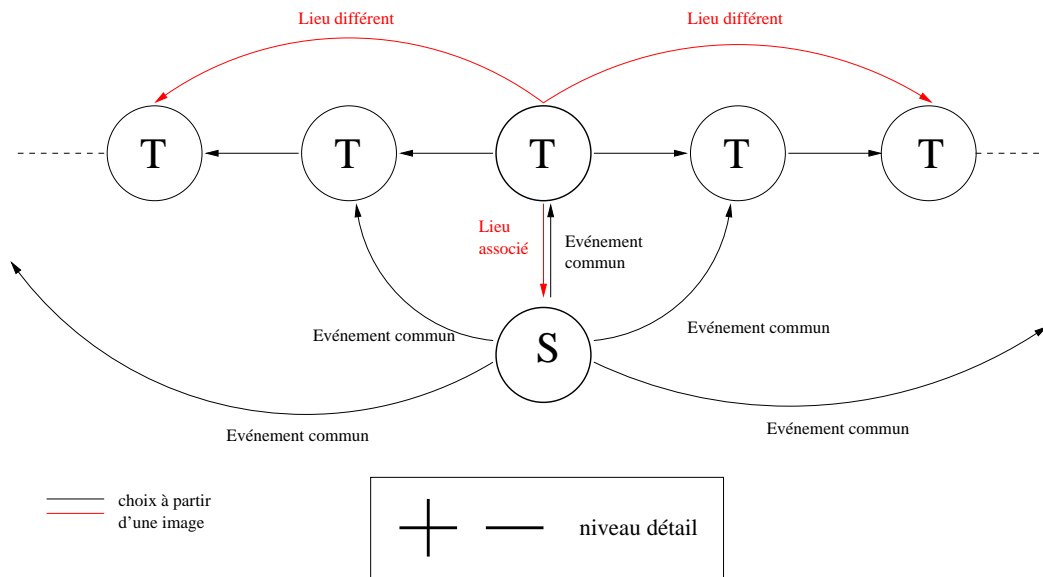 Lieu différent
Lieu différent
T
T
T
T
T
Lieu
associé
Evénement
commun
Evénement commun
S
Evénement commun
Evénement commun
Evénement commun
choix à partir
d'une image
niveau détail